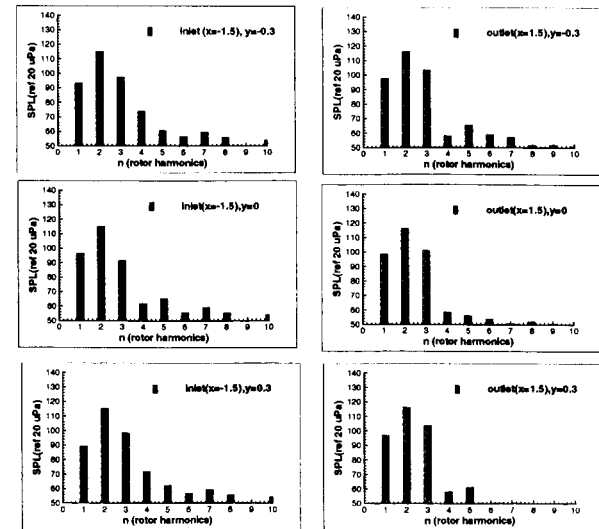 inlet (x=-1.5), y=-0.3
SPL(ref 20 uPa)
140
130
120
110
100
90
80
70
60
50
0 1 2 3 4 5 6 7 8 9 10
n (rotor harmonics)
outlet(x=1.5),y=-0.3
SPL(ref 20 uPa)
140
130
120
110
100
90
80
70
60
50
0 1 2 3 4 5 6 7 8 9 10
n (rotor harmonics)
inlet(x=-1.5),y=0
SPL(ref 20 uPa)
140
130
120
110
100
90
80
70
60
50
0 1 2 3 4 5 6 7 8 9 10
n (rotor harmonics)
outlet(x=1.5),y=0
SPL(ref 20 uPa)
140
130
120
110
100
90
80
70
60
50
0 1 2 3 4 5 6 7 8 9 10
n (rotor harmonics)
inlet(x=-1.5),y=0.3
SPL(ref 20 uPa)
140
130
120
110
100
90
80
70
60
50
0 1 2 3 4 5 6 7 8 9 10
n (rotor harmonics)
outlet(x=1.5),y=0.3
SPL(ref 20 uPa)
140
130
120
110
100
90
80
70
60
50
0 1 2 3 4 5 6 7 8 9 10
n (rotor harmonics)